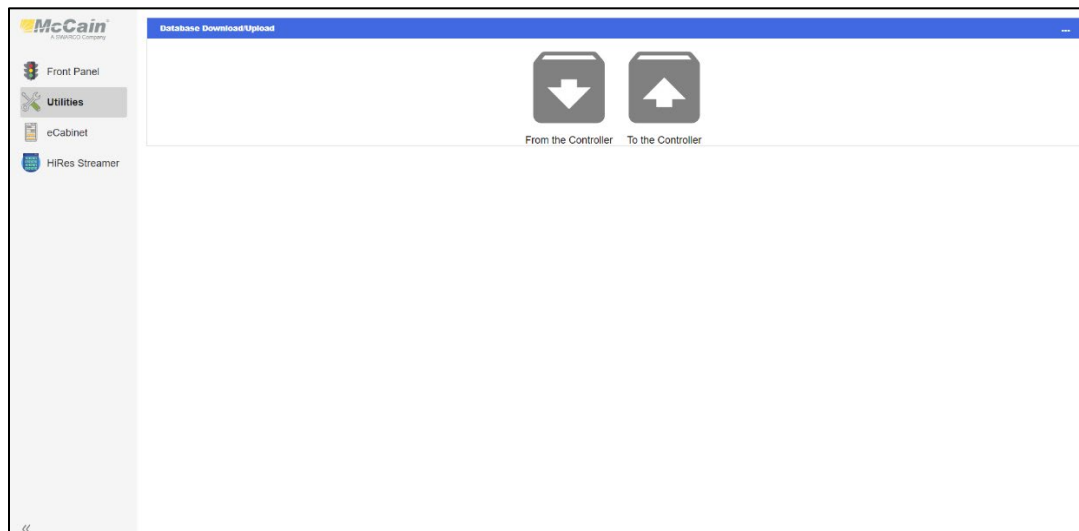 McCain
A SWARCO Company
Database Download/Upload
...
Front Panel
Utilities
eCabinet
HiRes Streamer
From the Controller
To the Controller
«